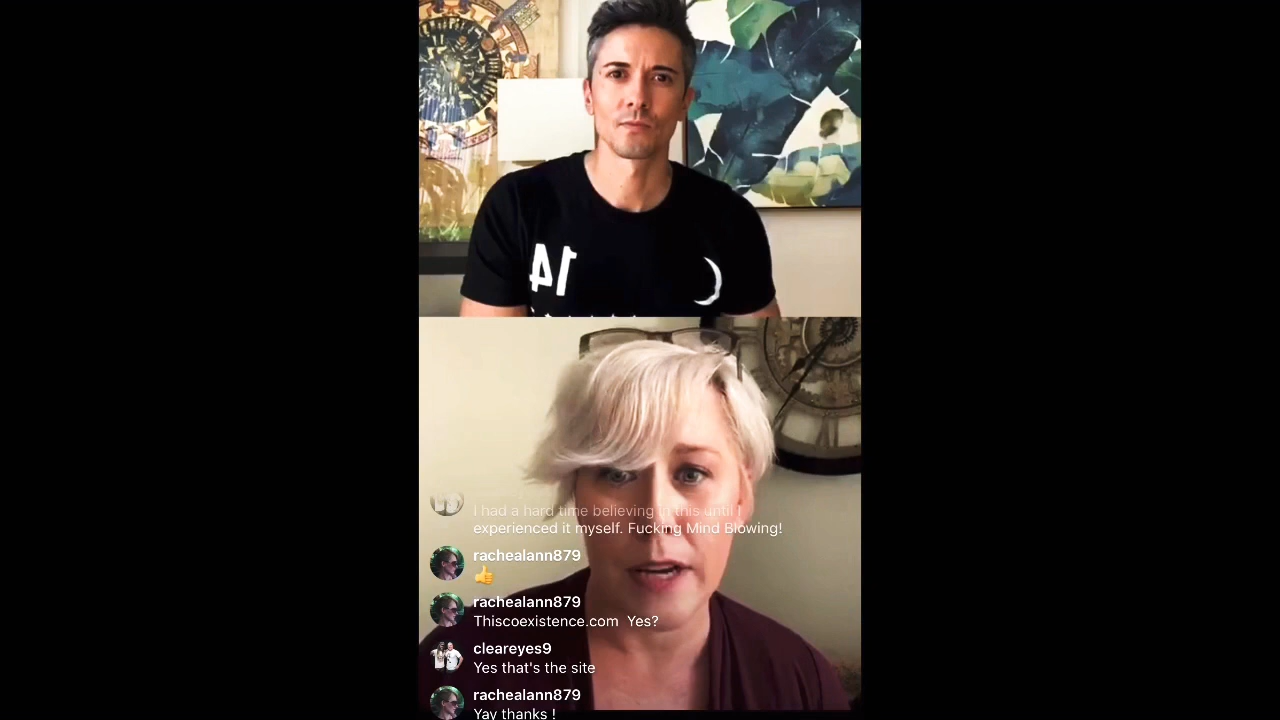 14
I had a hard time believing in this until I
experienced it myself. Fucking Mind Blowing!
rachealann879
👍
rachealann879
Thiscoexistence.com Yes?
cleareyes9
Yes that's the site
rachealann879
Yay thanks !